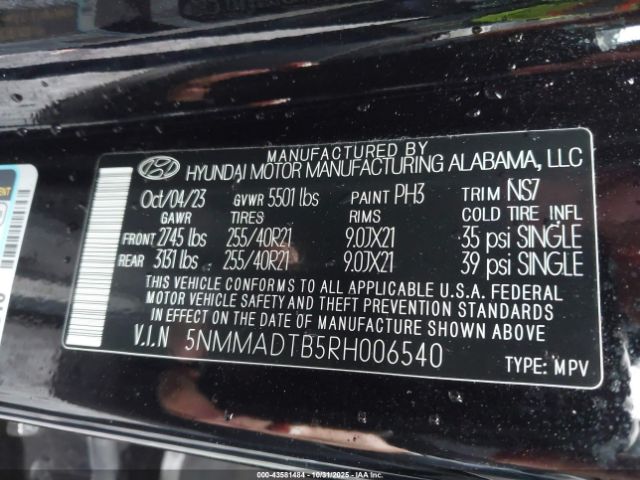 MANUFACTURED BY
HYUNDAI MOTOR MANUFACTURING ALABAMA, LLC
Oct/04/23 GVWR 5501 lbs PAINT PH3 TRIM NS7
GAWR TIRES RIMS COLD TIRE INFL
FRONT 2745 lbs 255/40R21 9.0JX21 35 psi SINGLE
REAR 3131 lbs 255/40R21 9.0JX21 39 psi SINGLE
THIS VEHICLE CONFORMS TO ALL APPLICABLE U.S.A. FEDERAL
MOTOR VEHICLE SAFETY AND THEFT PREVENTION STANDARDS
IN EFFECT ON THE DATE OF MANUFACTURE SHOWN ABOVE
V.I.N 5NMMADTB5RH006540
TYPE: MPV
000-43581484 - 10/31/2025 - COPYRIGHT IAA, LLC.